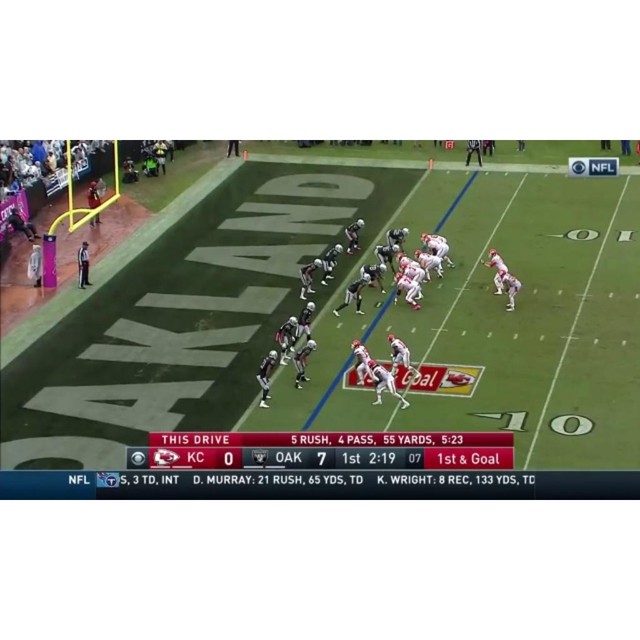 NFL
OAKLAND
10
10
1st & Goal
THIS DRIVE 5 RUSH, 4 PASS, 55 YARDS, 5:23
KC 0 OAK 7 1st 2:19 07 1st & Goal
NFL S, 3 TD, INT D. MURRAY: 21 RUSH, 65 YDS, TD K. WRIGHT: 8 REC, 133 YDS, TD